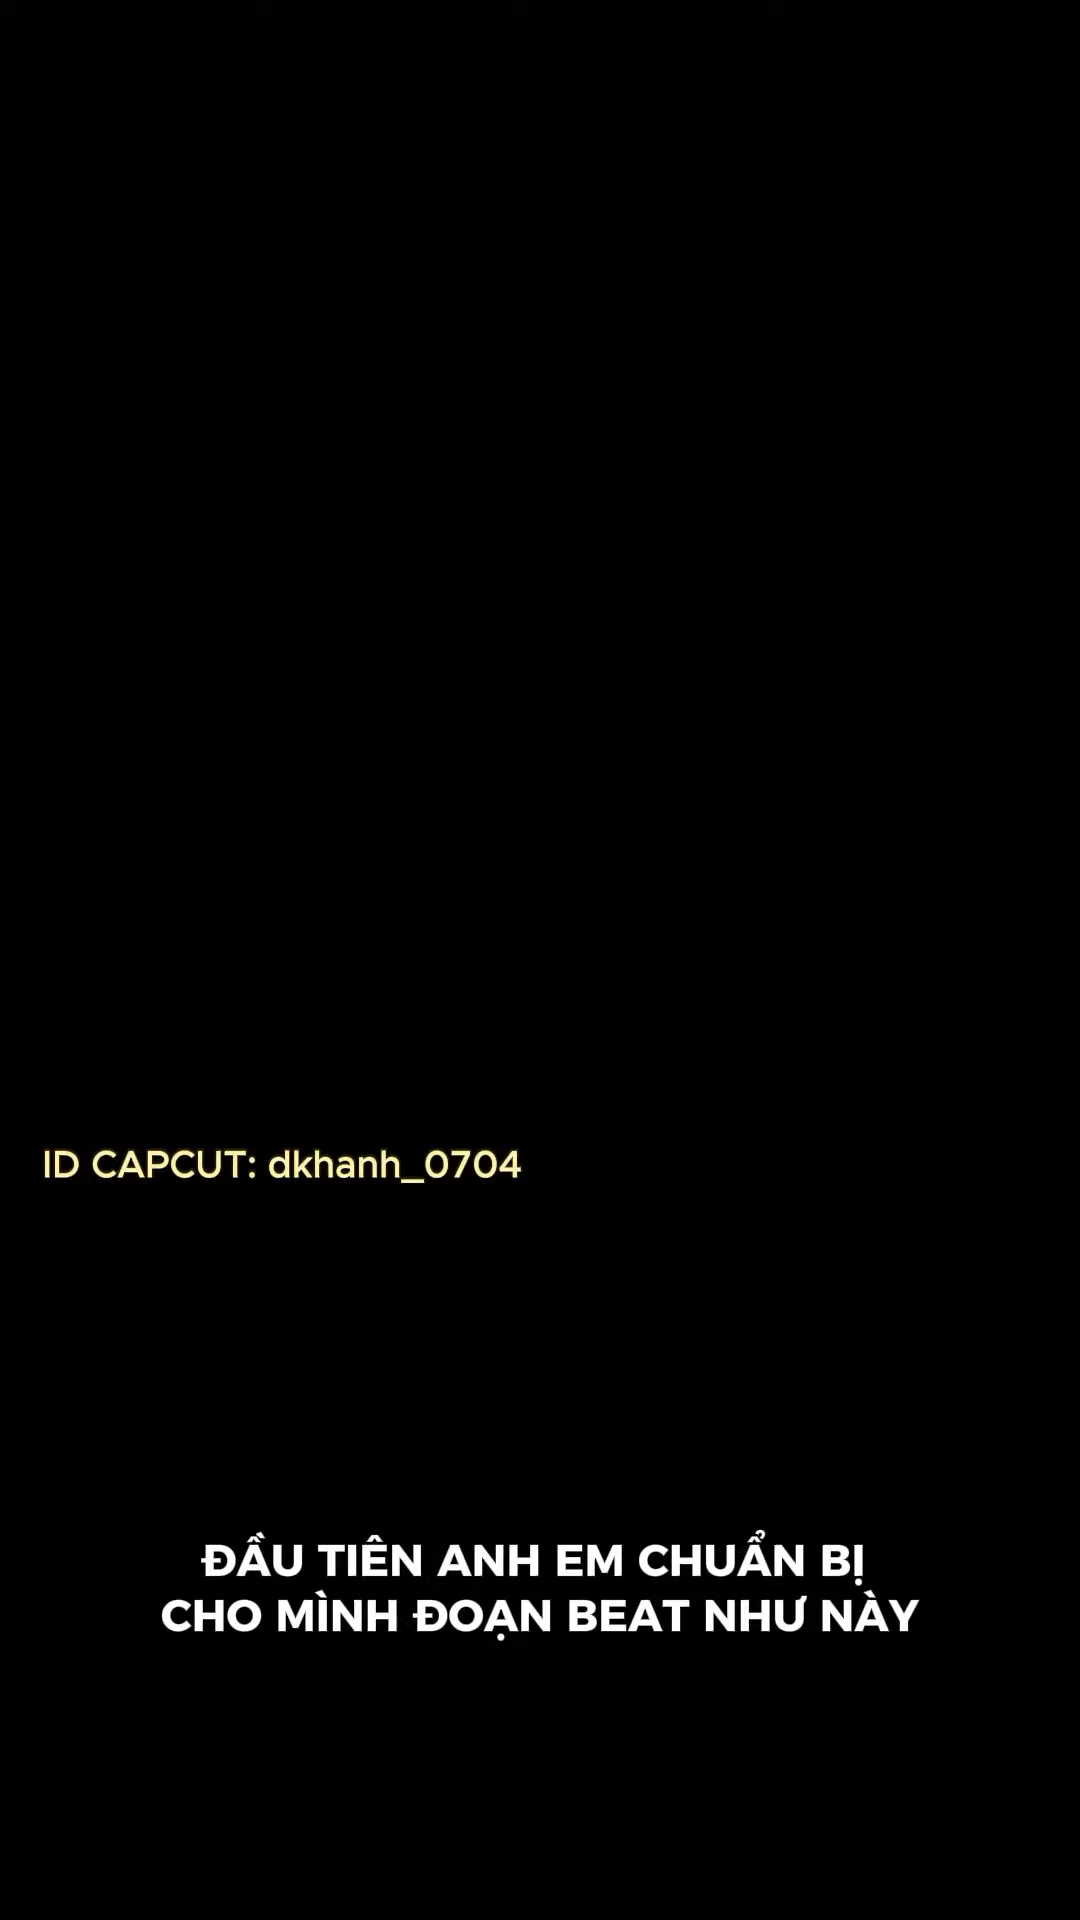 ID CAPCUT: dkhanh_0704
ĐẦU TIÊN ANH EM CHUẨN BỊ
CHO MÌNH ĐOẠN BEAT NHƯ NÀY